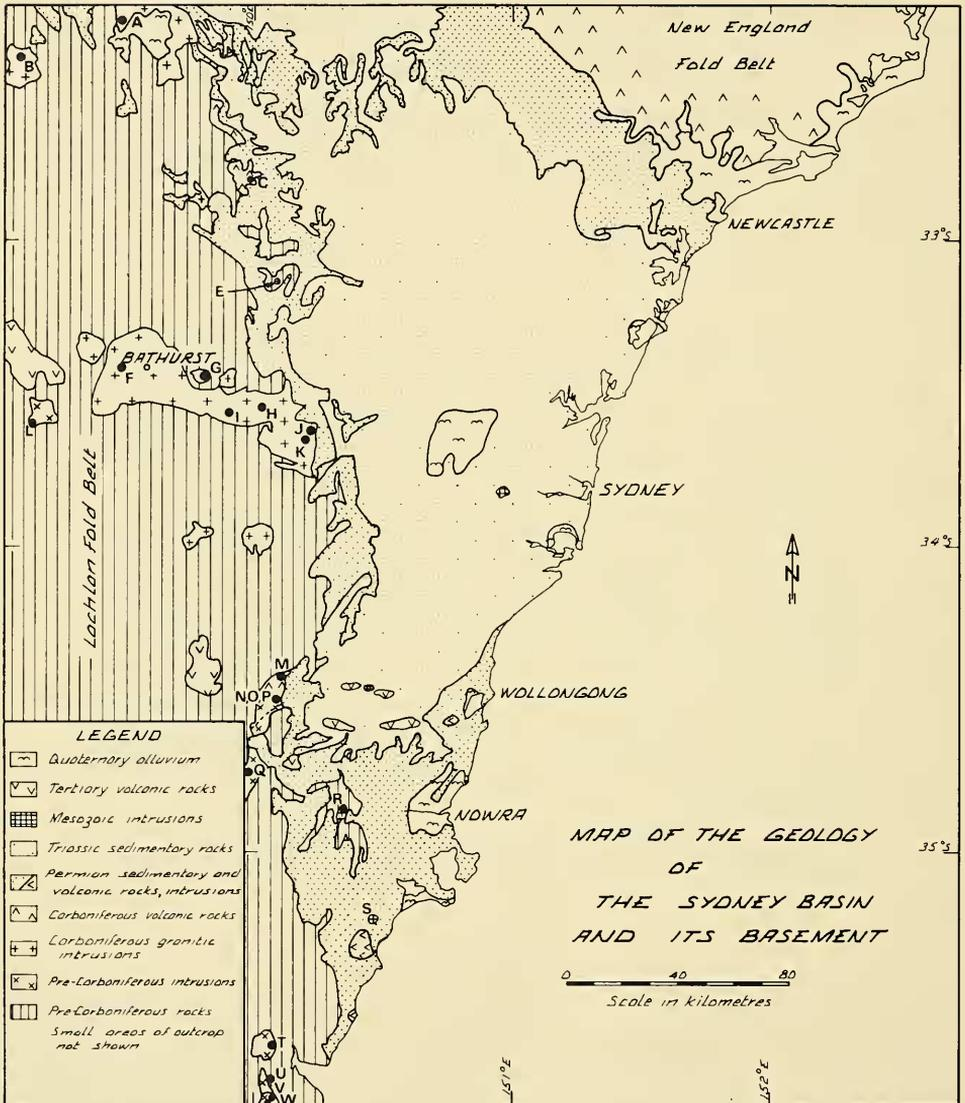 A
B
150°E
New England
Fold Belt
C
NEWCASTLE
33°S
E
BATHURST
F
G
H
I
J
K
L
Lachlan Fold Belt
SYDNEY
34°S
N
M
NOP
WOLLONGONG
Q
R
NOWRA
S
35°S
T
U
V
W
LEGEND
Quaternary alluvium
Tertiary volcanic rocks
Mesozoic intrusions
Triassic sedimentary rocks
Permian sedimentary and
volcanic rocks, intrusions
Carboniferous volcanic rocks
Carboniferous granitic
intrusions
Pre-Carboniferous intrusions
Pre-Carboniferous rocks
Small areas of outcrop
not shown
MAP OF THE GEOLOGY
OF
THE SYDNEY BASIN
AND ITS BASEMENT
0 40 80
Scale in kilometres
151°E
152°E